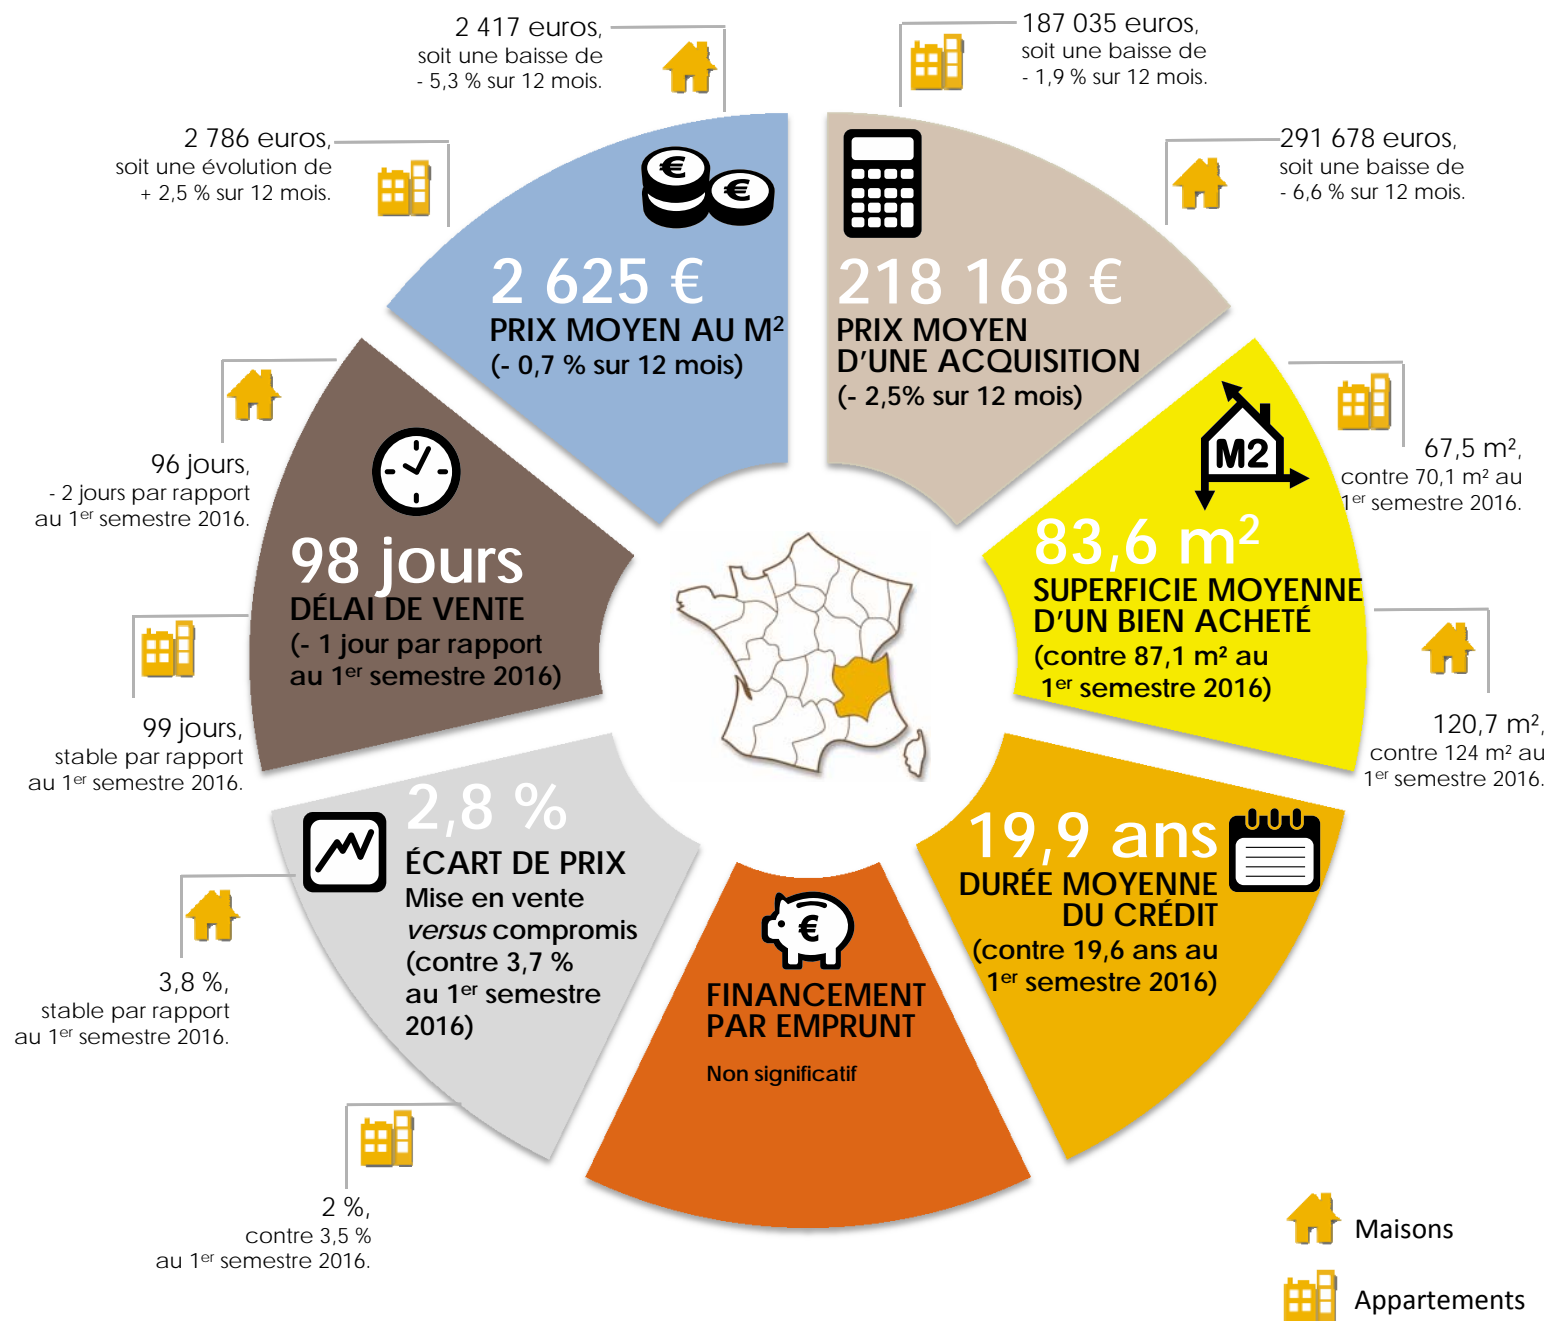 2 417 euros,
soit une baisse de
- 5,3 % sur 12 mois.
187 035 euros,
soit une baisse de
- 1,9 % sur 12 mois.
2 786 euros,
soit une évolution de
+ 2,5 % sur 12 mois.
291 678 euros,
soit une baisse de
- 6,6 % sur 12 mois.
2 625 €
PRIX MOYEN AU M²
(- 0,7 % sur 12 mois)
218 168 €
PRIX MOYEN
D'UNE ACQUISITION
(- 2,5% sur 12 mois)
96 jours,
- 2 jours par rapport
au 1er semestre 2016.
98 jours
DÉLAI DE VENTE
(- 1 jour par rapport
au 1er semestre 2016)
99 jours,
stable par rapport
au 1er semestre 2016.
M2
83,6 m²
SUPERFICIE MOYENNE
D'UN BIEN ACHETÉ
(contre 87,1 m² au
1er semestre 2016)
67,5 m²,
contre 70,1 m² au
1er semestre 2016.
120,7 m²,
contre 124 m² au
1er semestre 2016.
2,8 %
ÉCART DE PRIX
Mise en vente
versus compromis
(contre 3,7 %
au 1er semestre
2016)
3,8 %,
stable par rapport
au 1er semestre 2016.
2 %,
contre 3,5 %
au 1er semestre 2016.
€
FINANCEMENT
PAR EMPRUNT
Non significatif
19,9 ans
DURÉE MOYENNE
DU CRÉDIT
(contre 19,6 ans au
1er semestre 2016)
Maisons
Appartements